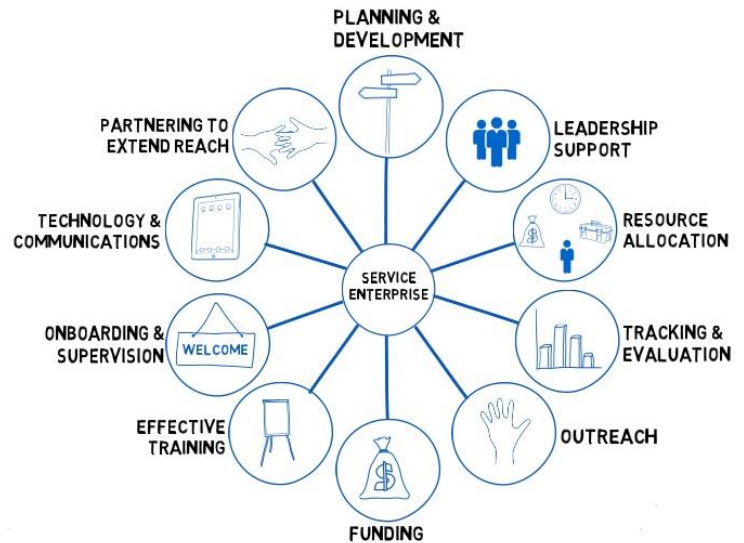 PLANNING &
DEVELOPMENT
LEADERSHIP
SUPPORT
RESOURCE
ALLOCATION
TRACKING &
EVALUATION
OUTREACH
FUNDING
EFFECTIVE
TRAINING
ONBOARDING &
SUPERVISION
WELCOME
TECHNOLOGY &
COMMUNICATIONS
PARTNERING TO
EXTEND REACH
SERVICE
ENTERPRISE
$
$